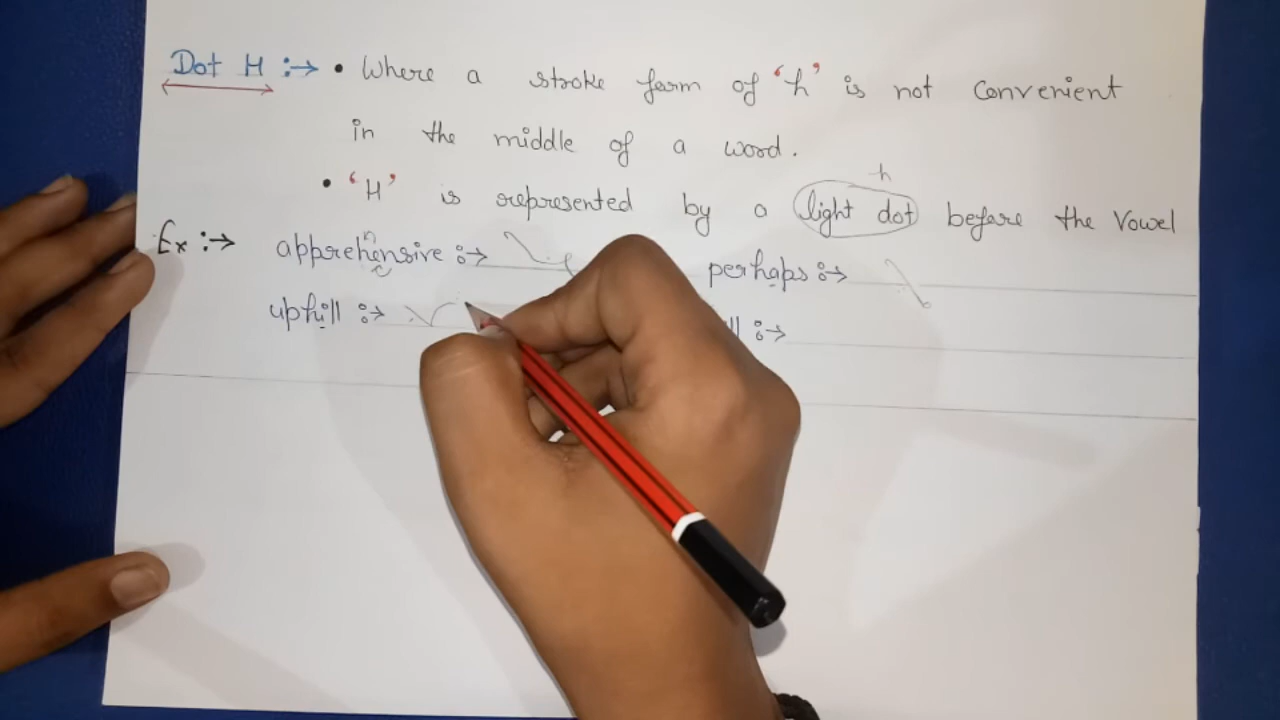 Dot H :→ • Where a stroke form of 'h' is not convenient
in the middle of a word.
h
• 'H' is represented by a light dot before the Vowel
Ex :→ apprehensive :→ perhaps :→
uphill :→ ll :→